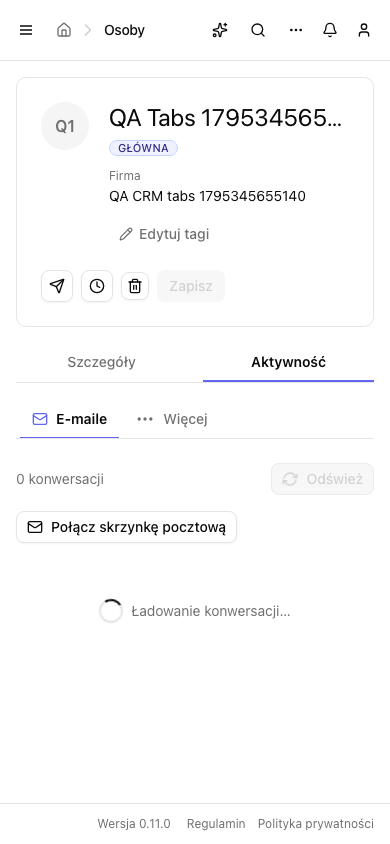 Osoby
Q1
QA Tabs 179534565...
GŁÓWNA
Firma
QA CRM tabs 1795345655140
Edytuj tagi
Zapisz
Szczegóły
Aktywność
E-maile
Więcej
0 konwersacji
Odśwież
Połącz skrzynkę pocztową
Ładowanie konwersacji...
Wersja 0.11.0 Regulamin Polityka prywatności